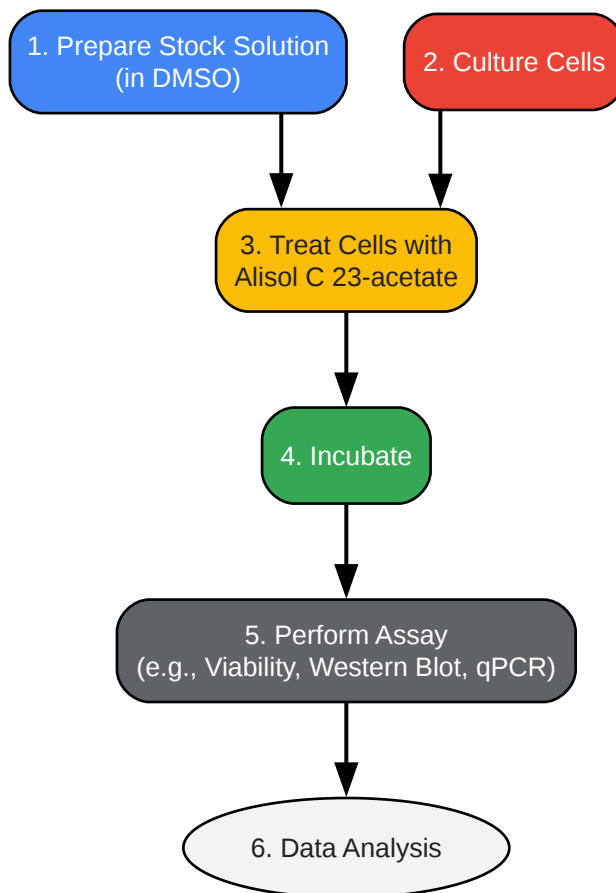 1. Prepare Stock Solution
(in DMSO)
2. Culture Cells
3. Treat Cells with
Alisol C 23-acetate
4. Incubate
5. Perform Assay
(e.g., Viability, Western Blot, qPCR)
6. Data Analysis